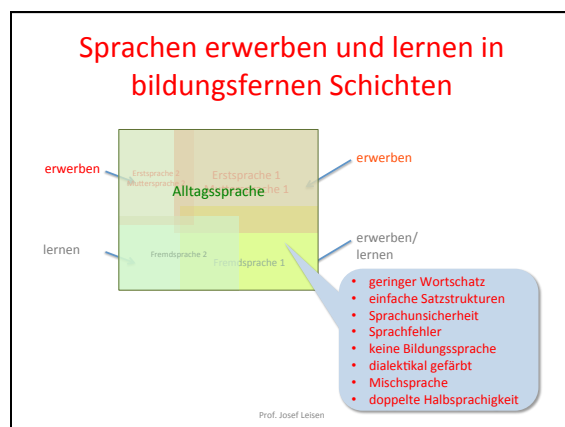 Sprachen erwerben und lernen in
bildungsfernen Schichten
erwerben
Erstsprache 2
Muttersprache 2
Erstsprache 1
Muttersprache 1
Alltagssprache
erwerben
lernen
Fremdsprache 2
Fremdsprache 1
erwerben/
lernen
• geringer Wortschatz
• einfache Satzstrukturen
• Sprachunsicherheit
• Sprachfehler
• keine Bildungssprache
• dialektikal gefärbt
• Mischsprache
• doppelte Halbsprachigkeit
Prof. Josef Leisen